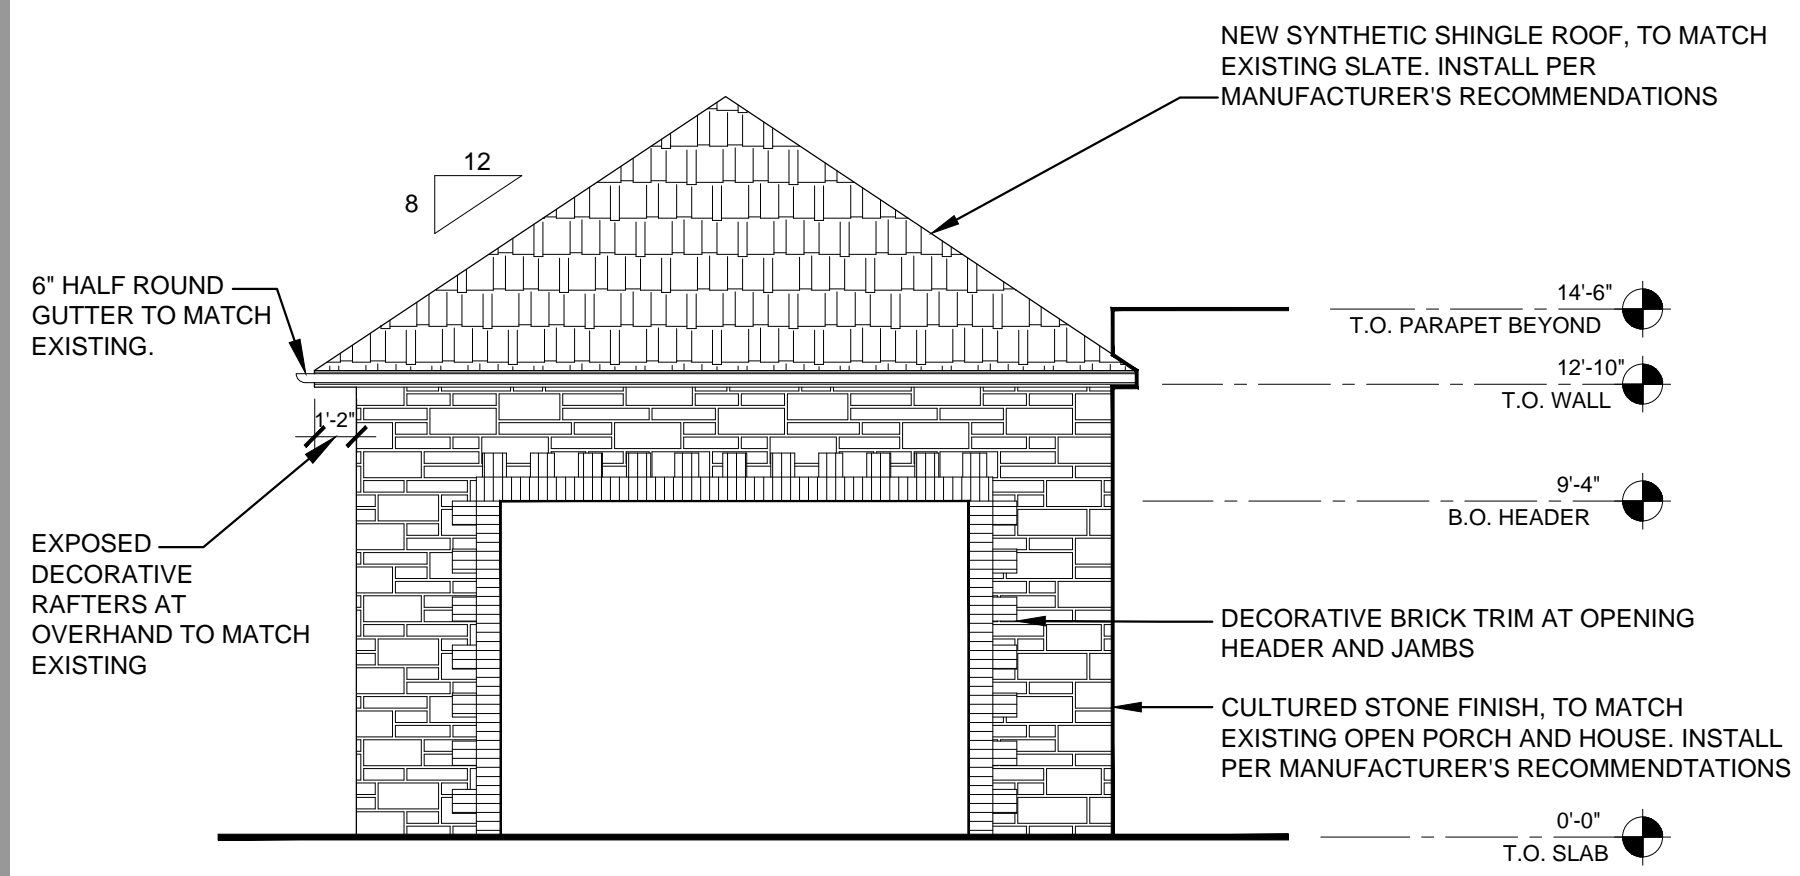 NEW SYNTHETIC SHINGLE ROOF, TO MATCH
EXISTING SLATE. INSTALL PER
MANUFACTURER'S RECOMMENDATIONS
12
8
6" HALF ROUND
GUTTER TO MATCH
EXISTING.
14'-6"
T.O. PARAPET BEYOND
12'-10"
T.O. WALL
1'-2"
9'-4"
B.O. HEADER
EXPOSED
DECORATIVE
RAFTERS AT
OVERHAND TO MATCH
EXISTING
DECORATIVE BRICK TRIM AT OPENING
HEADER AND JAMBS
CULTURED STONE FINISH, TO MATCH
EXISTING OPEN PORCH AND HOUSE. INSTALL
PER MANUFACTURER'S RECOMMENDTATIONS
0'-0"
T.O. SLAB